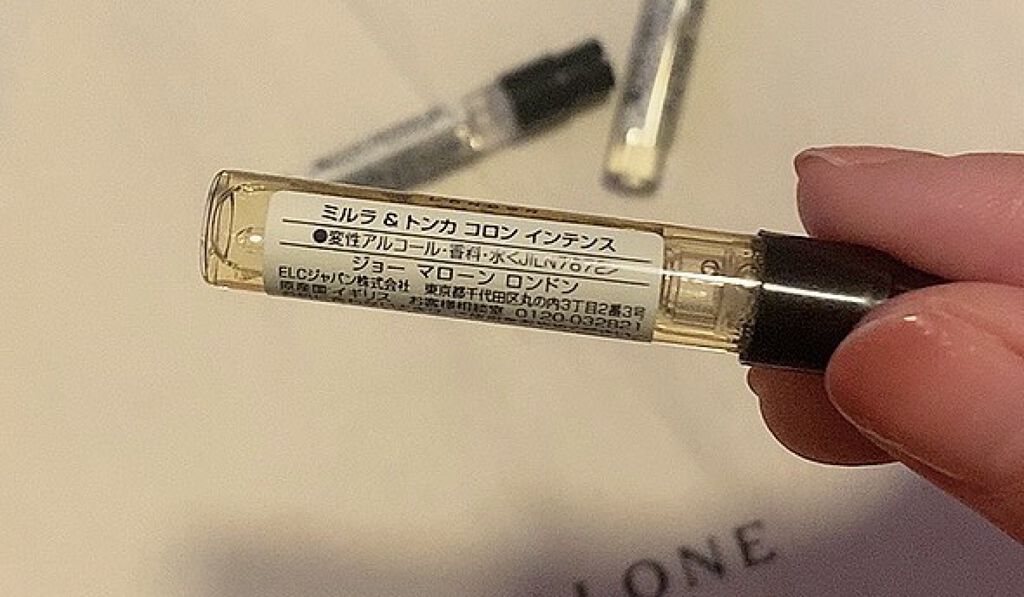 ミルラ & トンカ コロン インテンス
●変性アルコール・香料・水
ジョー マローン ロンドン
ELCジャパン株式会社 東京都千代田区丸の内3丁目2番3号
原産国 イギリス お客様相談室 0120-032821
LONE